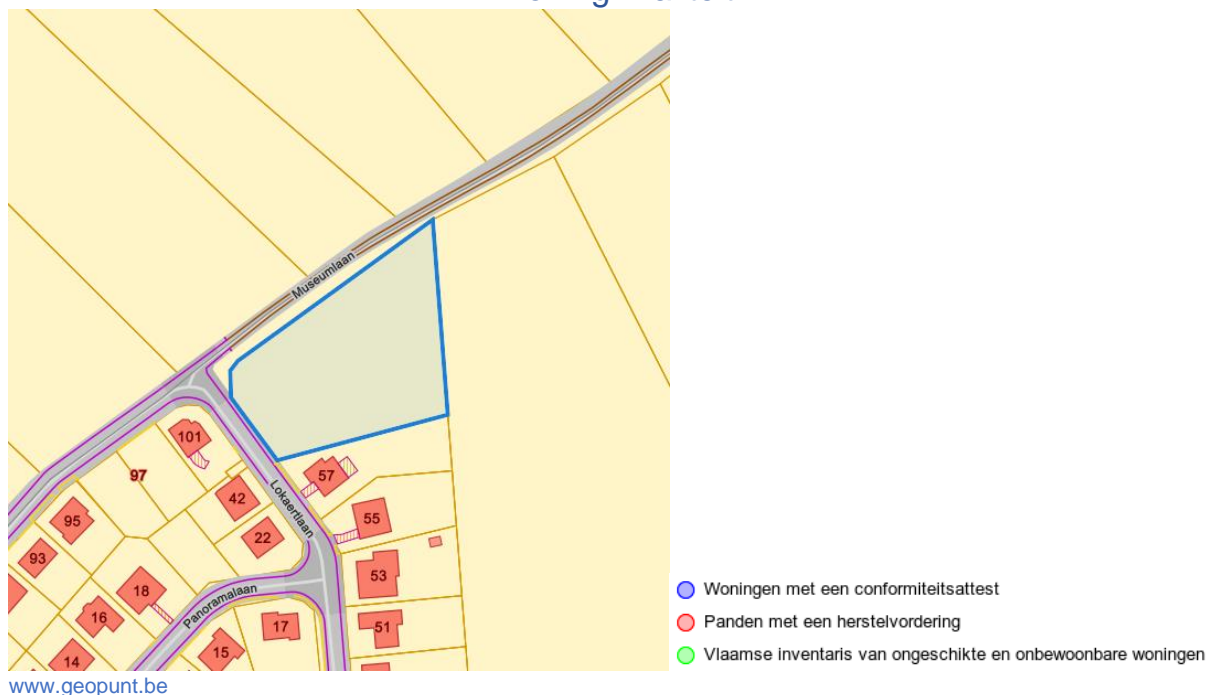 Museumlaan
101
97
57
Lokaertlaan
42
95
55
22
93
53
18
Panoramalaan
16
17
51
15
14
Woningen met een conformiteitsattest
Panden met een herstelvordering
Vlaamse inventaris van ongeschikte en onbewoonbare woningen
www.geopunt.be